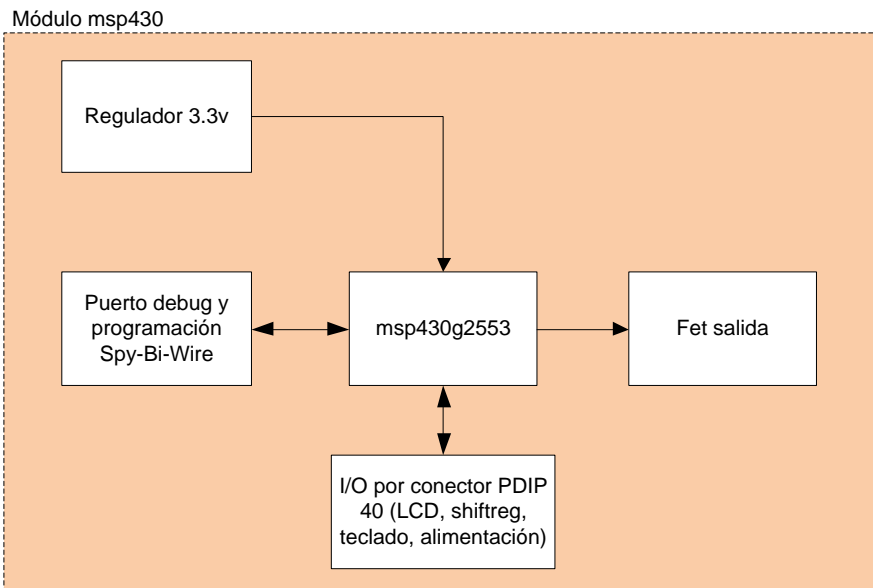 Módulo msp430
Regulador 3.3v
Puerto debug y
programación
Spy-Bi-Wire
msp430g2553
Fet salida
I/O por conector PDIP
40 (LCD, shiftreg,
teclado, alimentación)